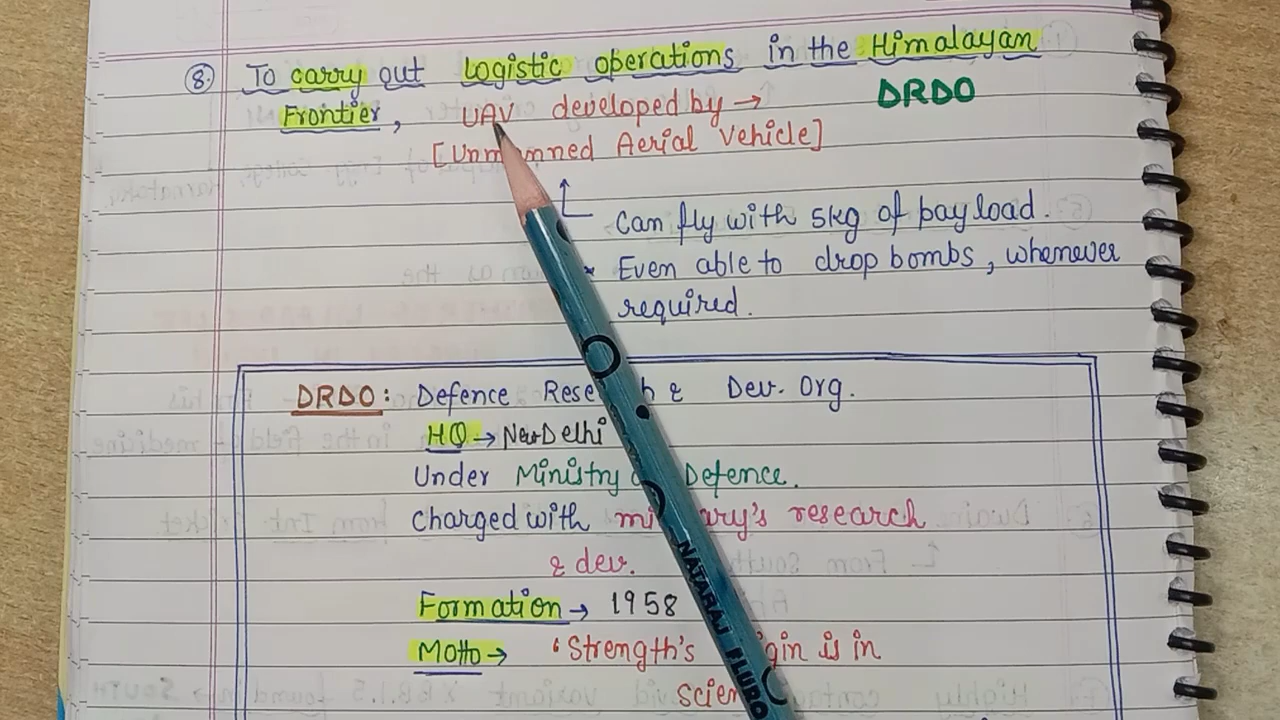 8. To carry out logistic operations in the Himalayan
Frontier, UAV developed by → DRDO
[Unmanned Aerial Vehicle]
Can fly with 5kg of payload.
* Even able to drop bombs, whenever
required.
DRDO: Defence Rese h & Dev. Org.
HQ → New Delhi
Under Ministry Defence.
Charged with mi ary's research
& dev.
Formation → 1958
Motto → 'Strength's gin is in
scien
NATARAJ FLURO